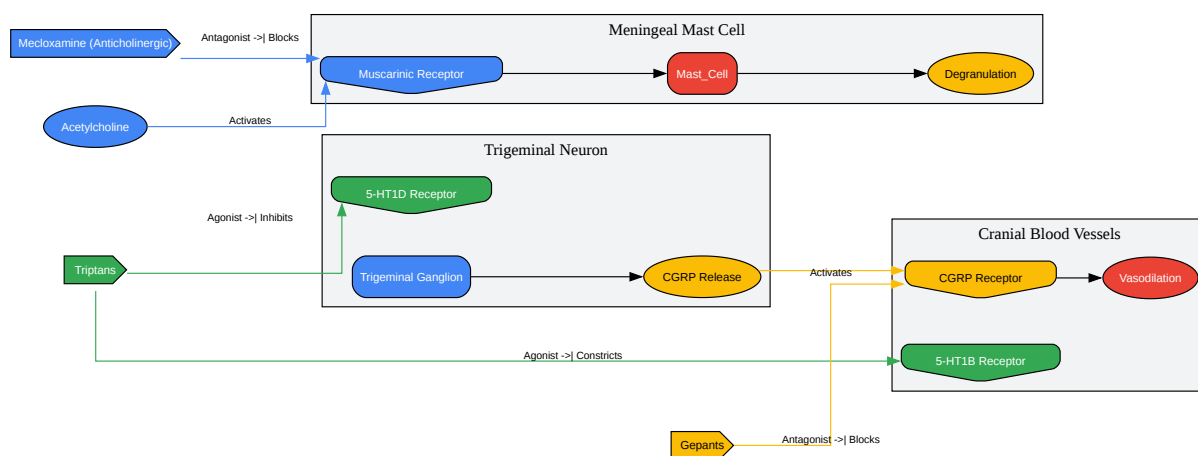 Meningeal Mast Cell
Mecloxamine (Anticholinergic)
Antagonist ->| Blocks
Muscarinic Receptor
Mast_Cell
Degranulation
Acetylcholine
Activates
Trigeminal Neuron
5-HT1D Receptor
Agonist ->| Inhibits
Triptans
Trigeminal Ganglion
CGRP Release
Activates
Cranial Blood Vessels
CGRP Receptor
Vasodilation
Agonist ->| Constricts
5-HT1B Receptor
Gepants
Antagonist ->| Blocks